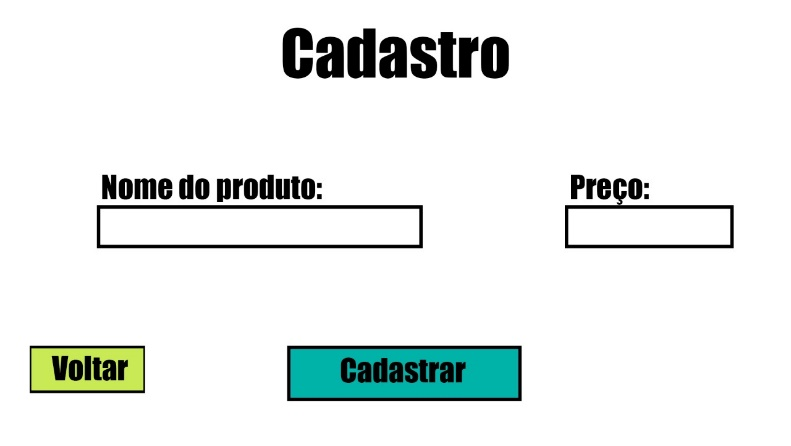 Cadastro
Nome do produto:
Preço:
Voltar
Cadastrar